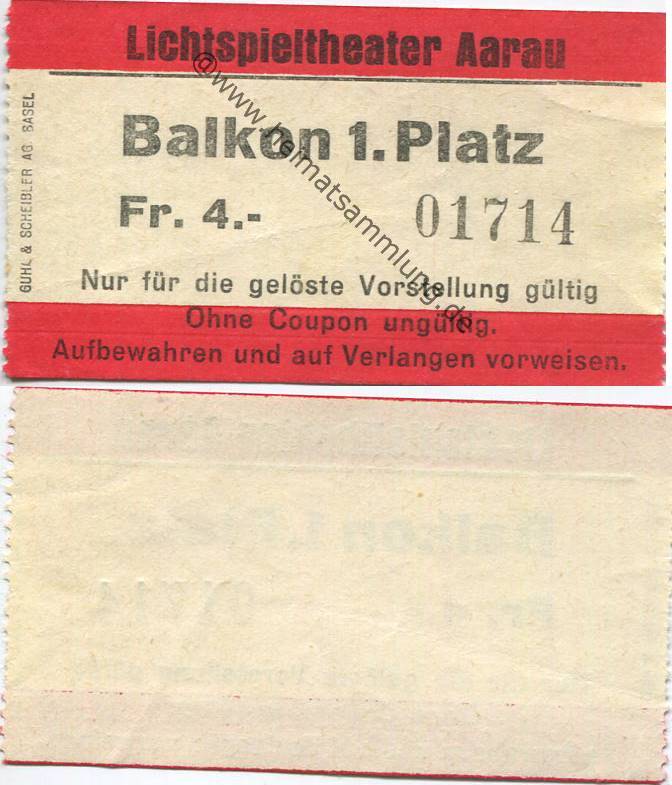 Lichtspieltheater Aarau
Balkon 1. Platz
Fr. 4.- 01714
Nur für die gelöste Vorstellung gültig
Ohne Coupon ungültig.
Aufbewahren und auf Verlangen vorweisen.
GUHL & SCHEIBLER AG. BASEL
@www.heimatsammlung.de